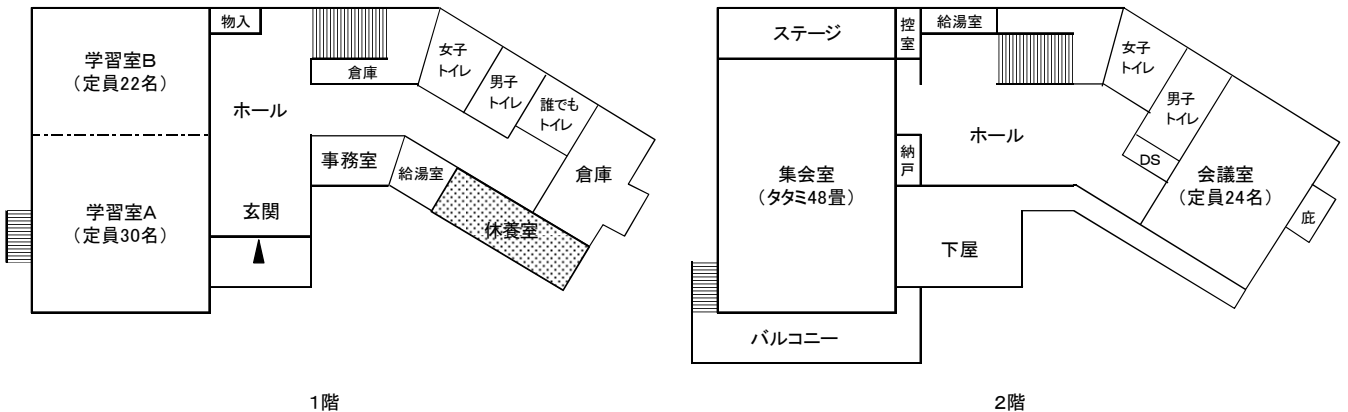 物入
学習室B
（定員22名）
女子
トイレ
倉庫
男子
トイレ
誰でも
トイレ
ホール
事務室
給湯室
倉庫
学習室A
（定員30名）
玄関
休養室
1階
ステージ
控
室
給湯室
女子
トイレ
男子
トイレ
ホール
納
戸
DS
集会室
（タタミ48畳）
会議室
（定員24名）
庇
下屋
バルコニー
2階